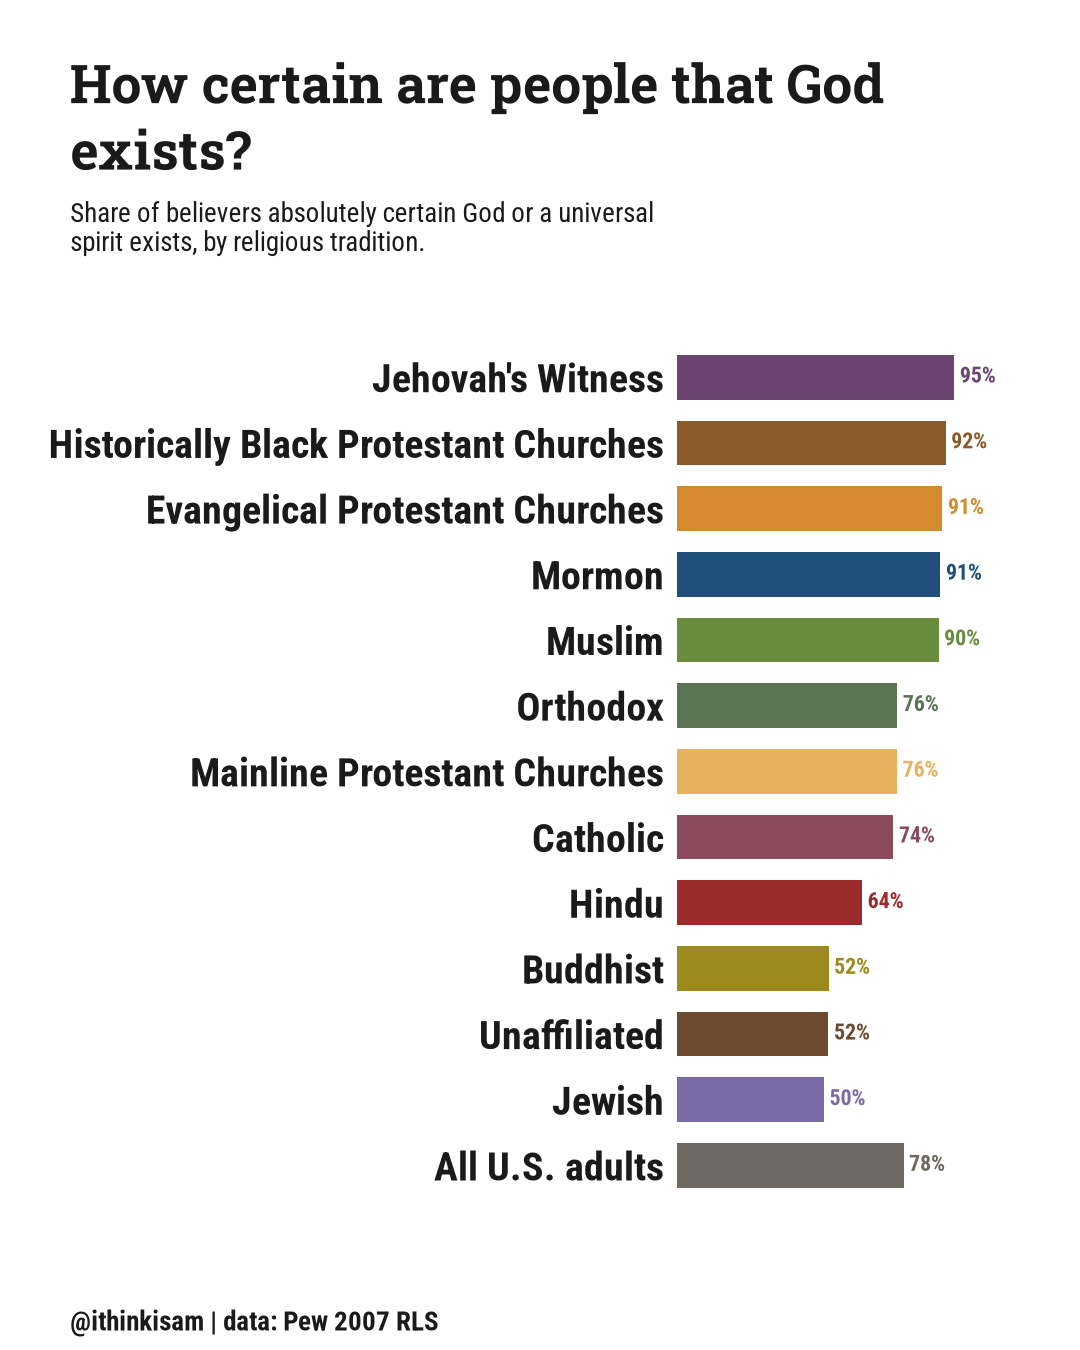 How certain are people that God
exists?
Share of believers absolutely certain God or a universal
spirit exists, by religious tradition.
Jehovah's Witness 95%
Historically Black Protestant Churches 92%
Evangelical Protestant Churches 91%
Mormon 91%
Muslim 90%
Orthodox 76%
Mainline Protestant Churches 76%
Catholic 74%
Hindu 64%
Buddhist 52%
Unaffiliated 52%
Jewish 50%
All U.S. adults 78%
@ithinkisam | data: Pew 2007 RLS